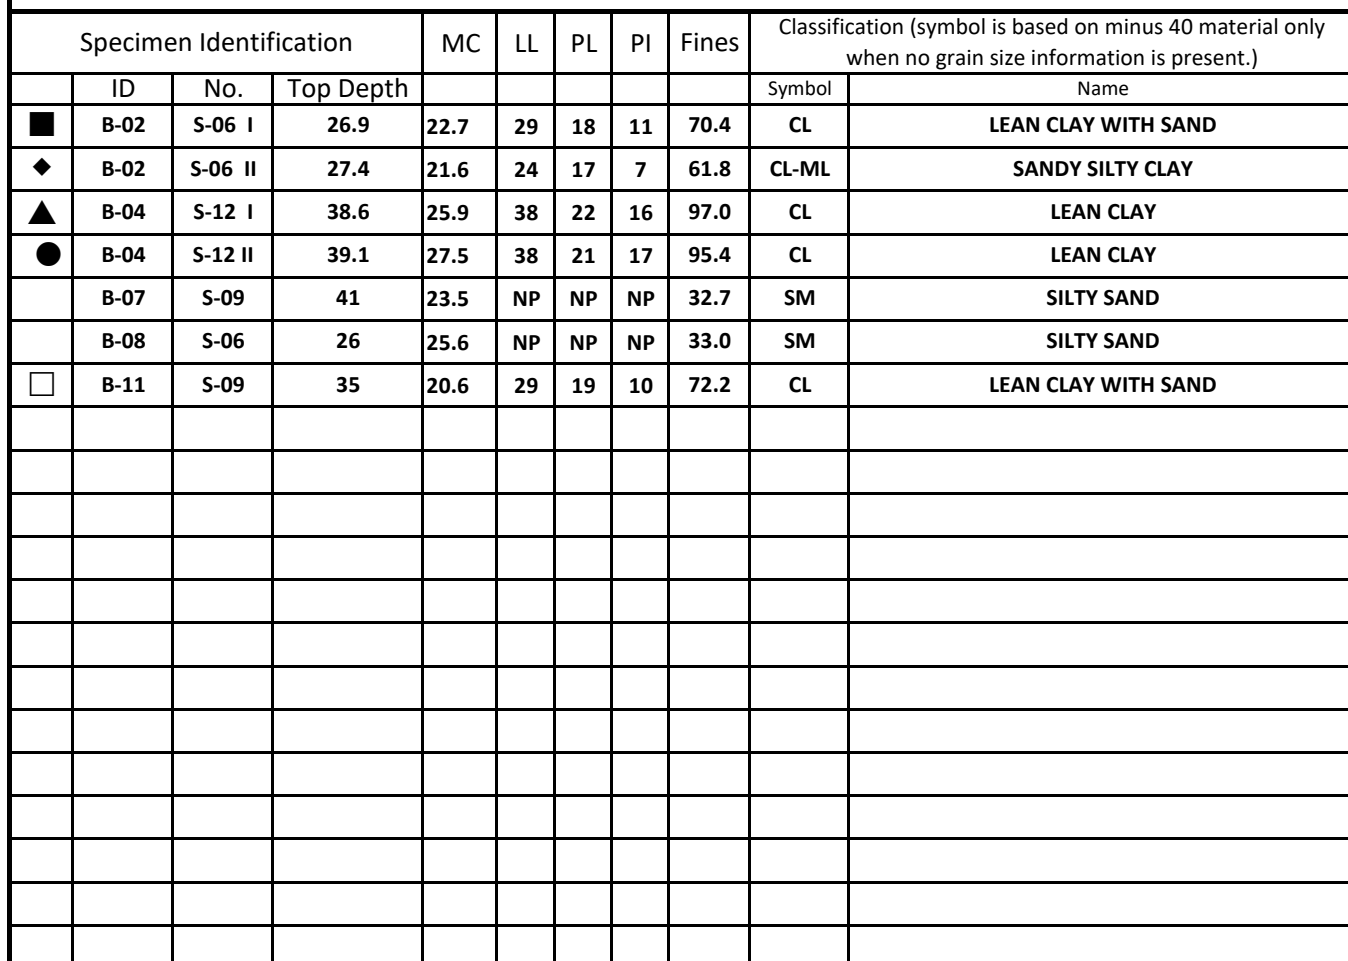 Specimen Identification MC LL PL PI Fines Classification (symbol is based on minus 40 material only
when no grain size information is present.)
ID No. Top Depth Symbol Name
■ B-02 S-06 I 26.9 22.7 29 18 11 70.4 CL LEAN CLAY WITH SAND
◆ B-02 S-06 II 27.4 21.6 24 17 7 61.8 CL-ML SANDY SILTY CLAY
▲ B-04 S-12 I 38.6 25.9 38 22 16 97.0 CL LEAN CLAY
● B-04 S-12 II 39.1 27.5 38 21 17 95.4 CL LEAN CLAY
B-07 S-09 41 23.5 NP NP NP 32.7 SM SILTY SAND
B-08 S-06 26 25.6 NP NP NP 33.0 SM SILTY SAND
□ B-11 S-09 35 20.6 29 19 10 72.2 CL LEAN CLAY WITH SAND